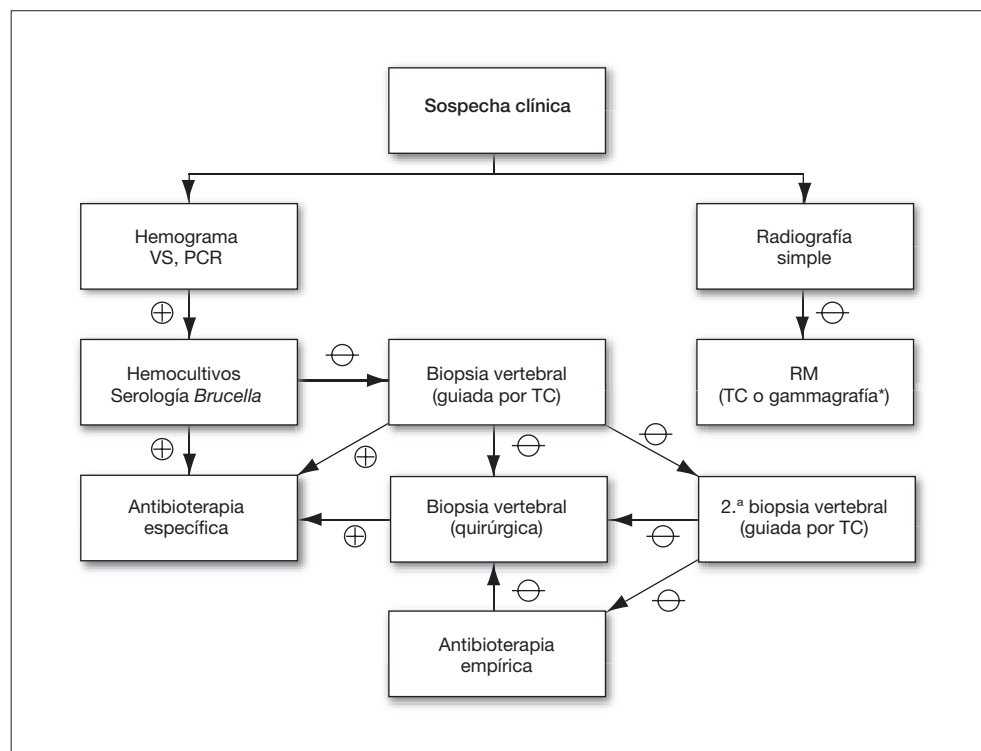 Sospecha clínica
Hemograma
VS, PCR
Radiografía
simple
Hemocultivos
Serología Brucella
Biopsia vertebral
(guiada por TC)
RM
(TC o gammagrafía*)
Antibioterapia
específica
Biopsia vertebral
(quirúrgica)
2.ª biopsia vertebral
(guiada por TC)
Antibioterapia
empírica